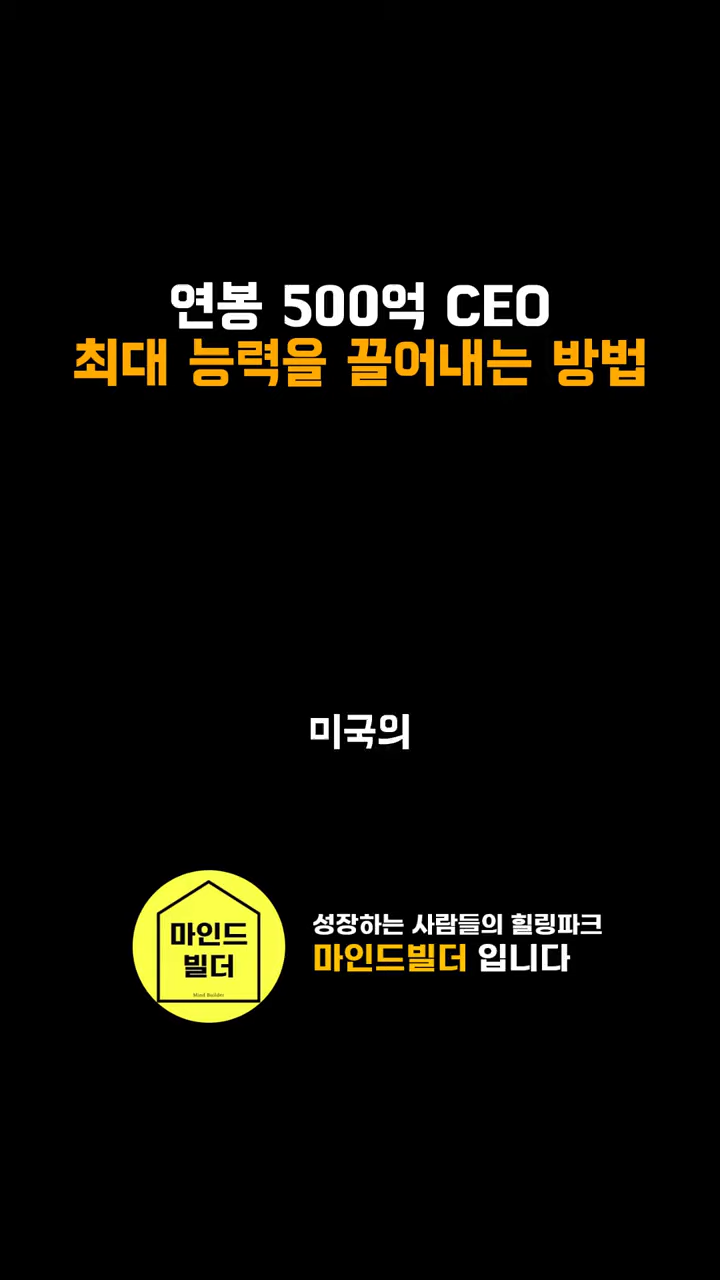 연봉 500억 CEO
최대 능력을 끌어내는 방법
미국의
마인드
빌더
Mind Builder
성장하는 사람들의 힐링파크
마인드빌더 입니다